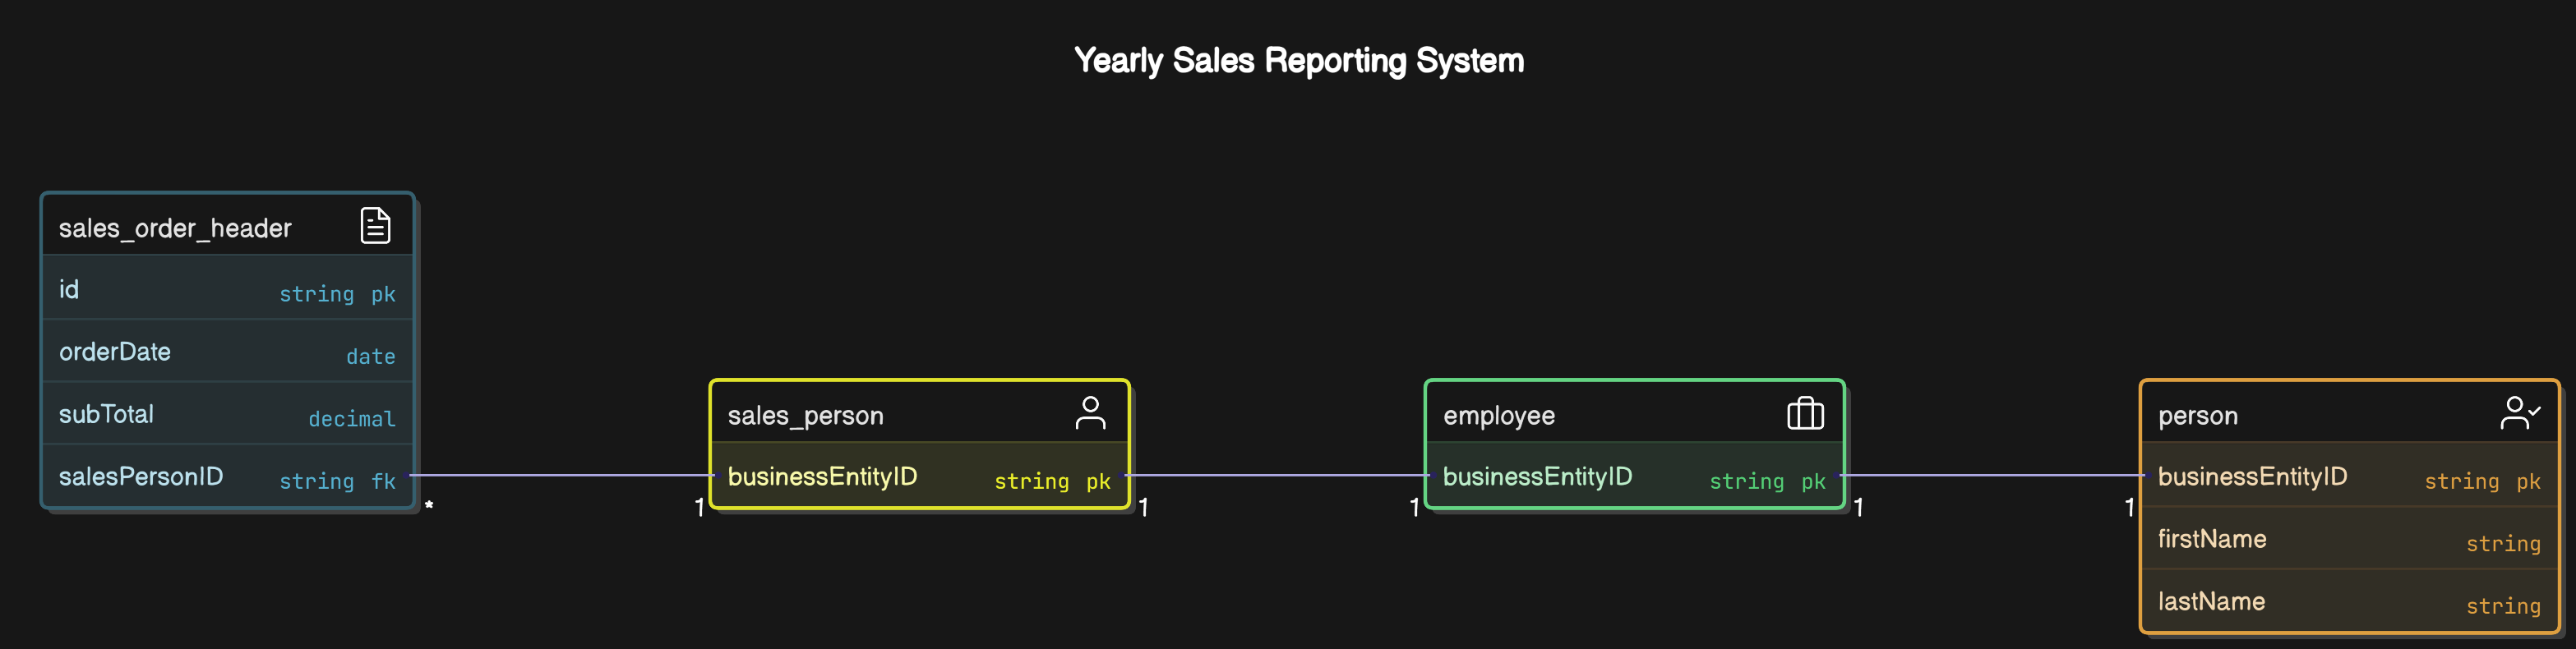 Yearly Sales Reporting System
sales_order_header
id string pk
orderDate date
subTotal decimal
salesPersonID string fk
*
1
sales_person
businessEntityID string pk
1
1
employee
businessEntityID string pk
1
1
person
businessEntityID string pk
firstName string
lastName string